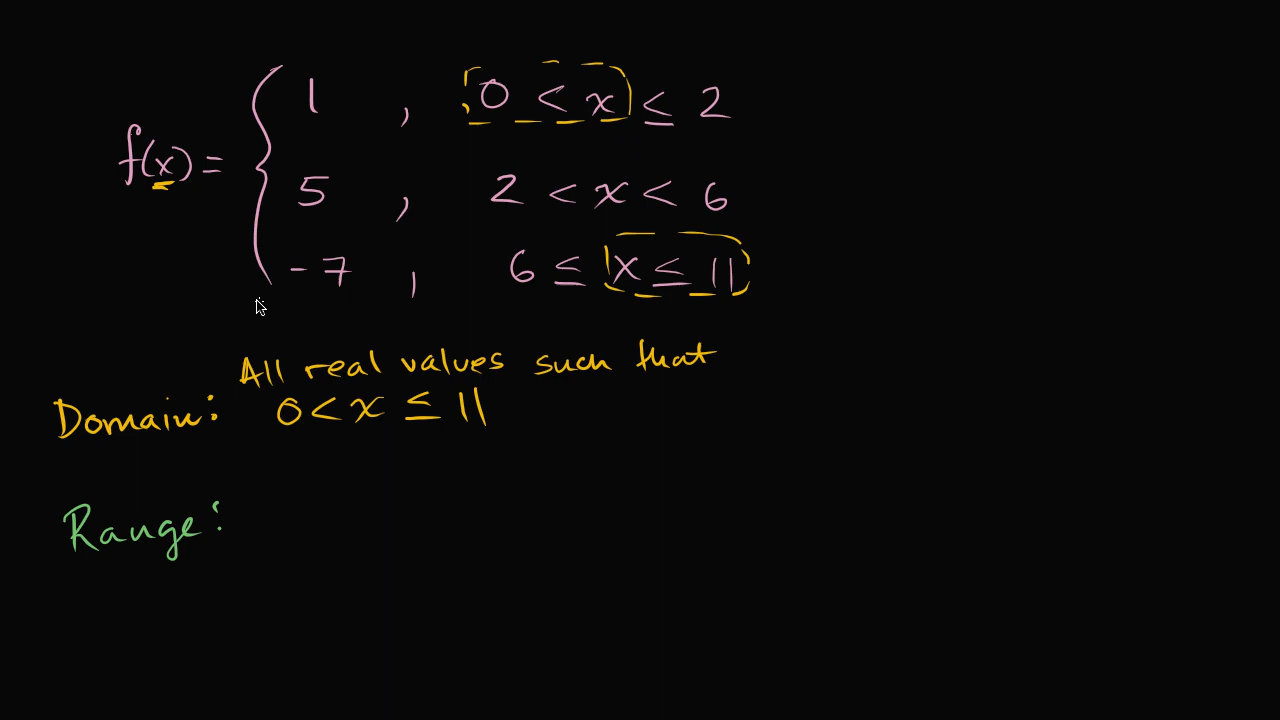 1 , 0 < x ≤ 2
f(x) = { 5 , 2 < x < 6
-7 , 6 ≤ x ≤ 11
All real values such that
Domain: 0 < x ≤ 11
Range: